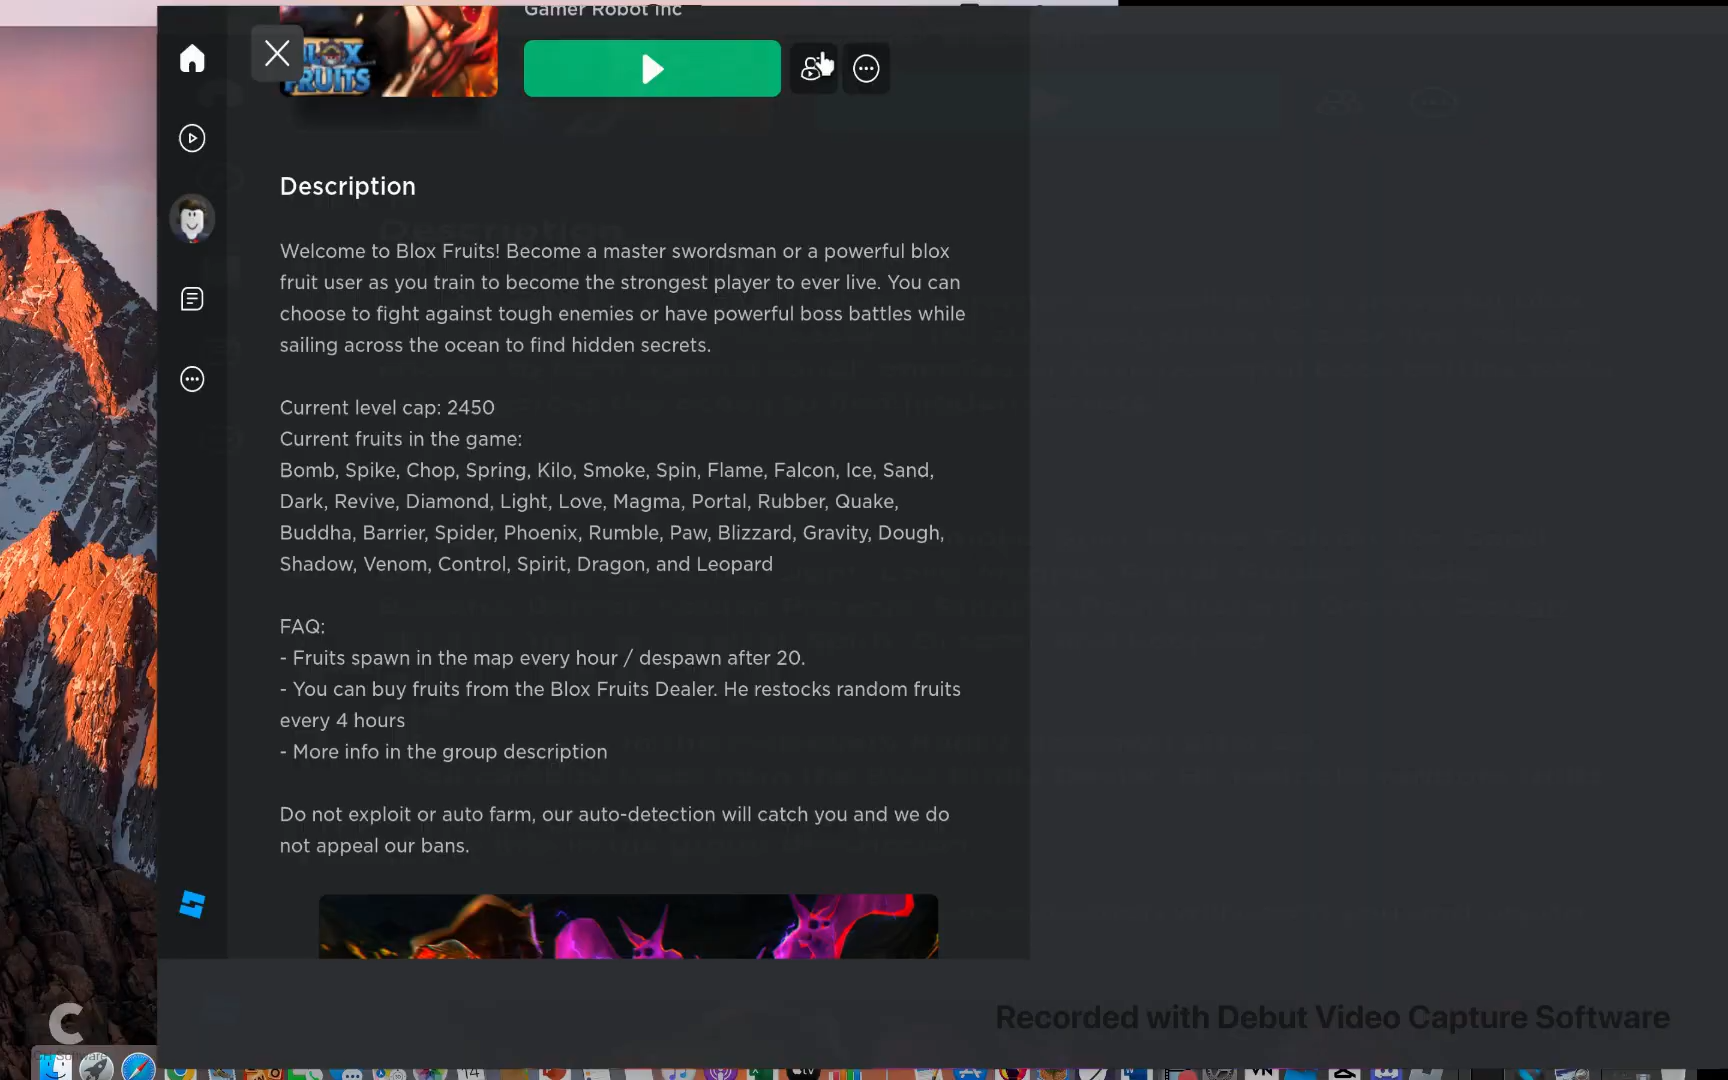 Gamer Robot Inc
BLOX
FRUITS
Description
Welcome to Blox Fruits! Become a master swordsman or a powerful blox
fruit user as you train to become the strongest player to ever live. You can
choose to fight against tough enemies or have powerful boss battles while
sailing across the ocean to find hidden secrets.
Current level cap: 2450
Current fruits in the game:
Bomb, Spike, Chop, Spring, Kilo, Smoke, Spin, Flame, Falcon, Ice, Sand,
Dark, Revive, Diamond, Light, Love, Magma, Portal, Rubber, Quake,
Buddha, Barrier, Spider, Phoenix, Rumble, Paw, Blizzard, Gravity, Dough,
Shadow, Venom, Control, Spirit, Dragon, and Leopard
FAQ:
- Fruits spawn in the map every hour / despawn after 20.
- You can buy fruits from the Blox Fruits Dealer. He restocks random fruits
every 4 hours
- More info in the group description
Do not exploit or auto farm, our auto-detection will catch you and we do
not appeal our bans.
Recorded with Debut Video Capture Software